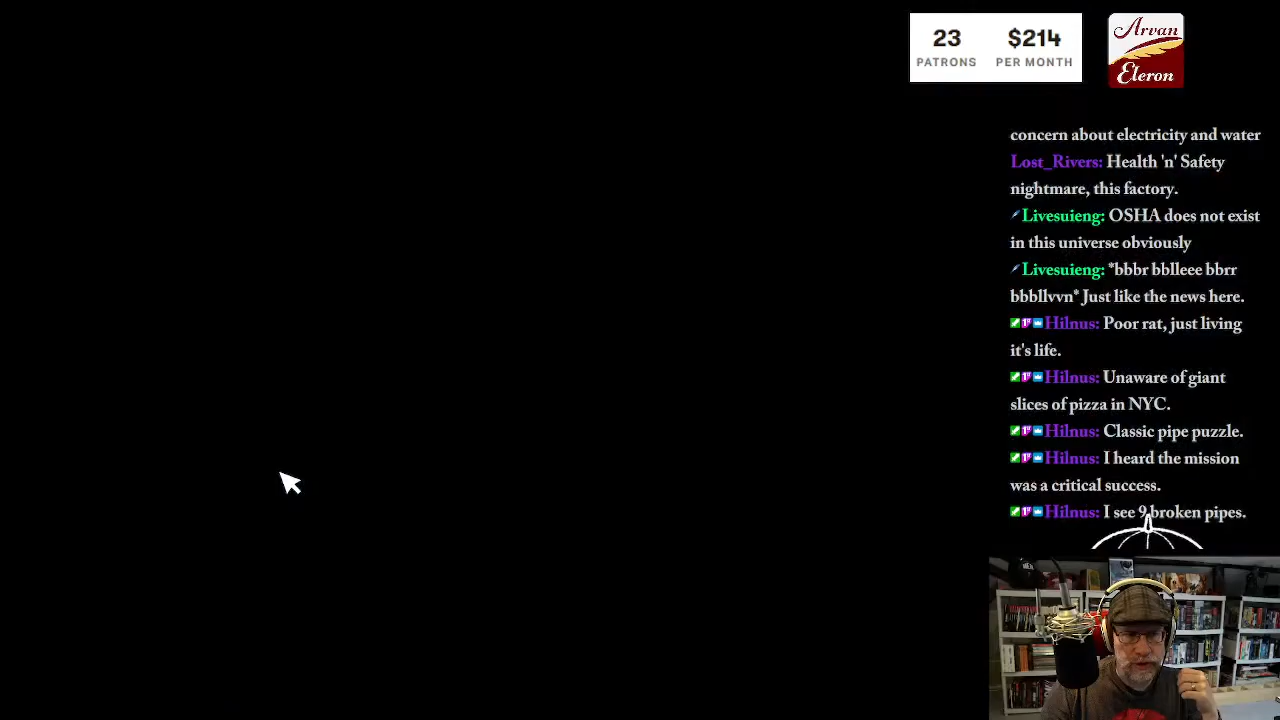 23
PATRONS
$214
PER MONTH
Arvan
Eleron
concern about electricity and water
Lost_Rivers: Health 'n' Safety
nightmare, this factory.
Livesuieng: OSHA does not exist
in this universe obviously
Livesuieng: *bbbr bblleee bbrr
bbbllvvn* Just like the news here.
Hilnus: Poor rat, just living
it's life.
Hilnus: Unaware of giant
slices of pizza in NYC.
Hilnus: Classic pipe puzzle.
Hilnus: I heard the mission
was a critical success.
Hilnus: I see 9 broken pipes.